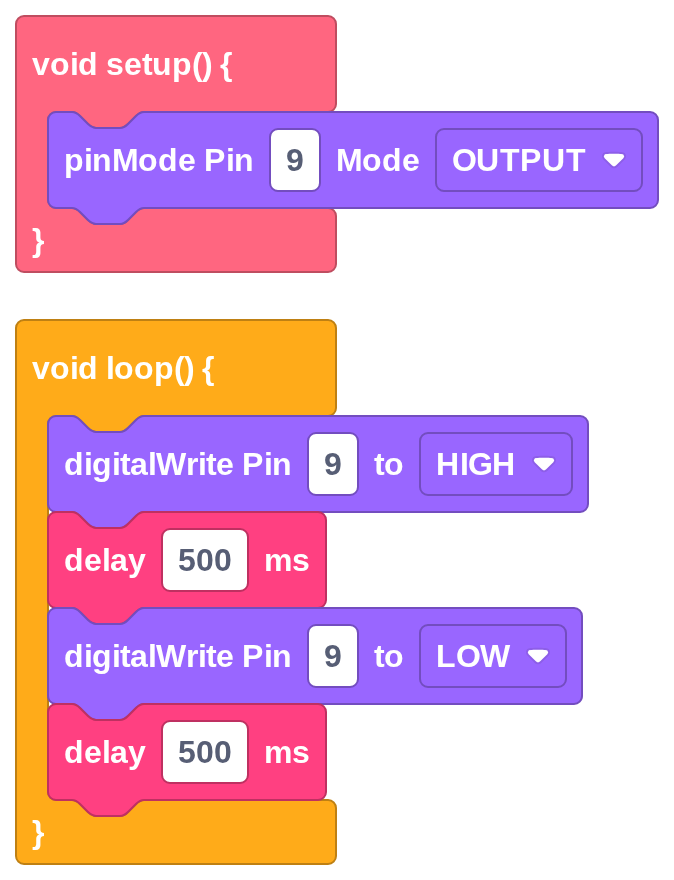 void setup() {
pinMode Pin 9 Mode OUTPUT
}
void loop() {
digitalWrite Pin 9 to HIGH
delay 500 ms
digitalWrite Pin 9 to LOW
delay 500 ms
}